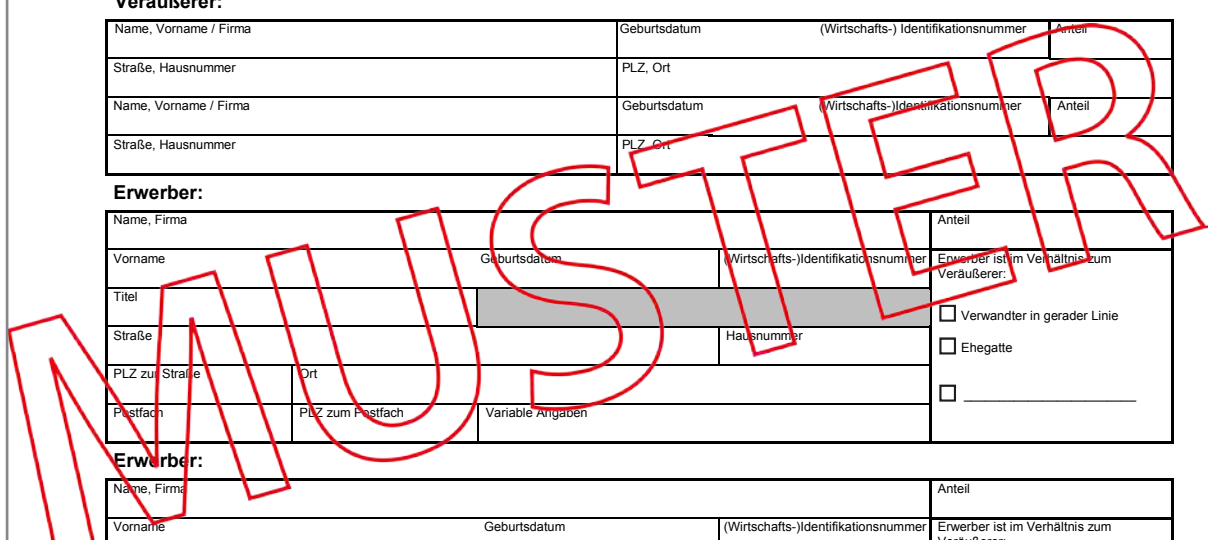 Veräußerer:
Name, Vorname / Firma Geburtsdatum (Wirtschafts-) Identifikationsnummer Anteil
Straße, Hausnummer PLZ, Ort
Name, Vorname / Firma Geburtsdatum (Wirtschafts-)Identifikationsnummer Anteil
Straße, Hausnummer PLZ, Ort
Erwerber:
Name, Firma Anteil
Vorname Geburtsdatum (Wirtschafts-)Identifikationsnummer Erwerber ist im Verhältnis zum
Veräußerer:
Titel
Verwandter in gerader Linie
Straße Hausnummer
Ehegatte
PLZ zur Straße Ort
Postfach PLZ zum Postfach Variable Angaben
Erwerber:
Name, Firma Anteil
Vorname Geburtsdatum (Wirtschafts-)Identifikationsnummer Erwerber ist im Verhältnis zum
Veräußerer:
MUSTER